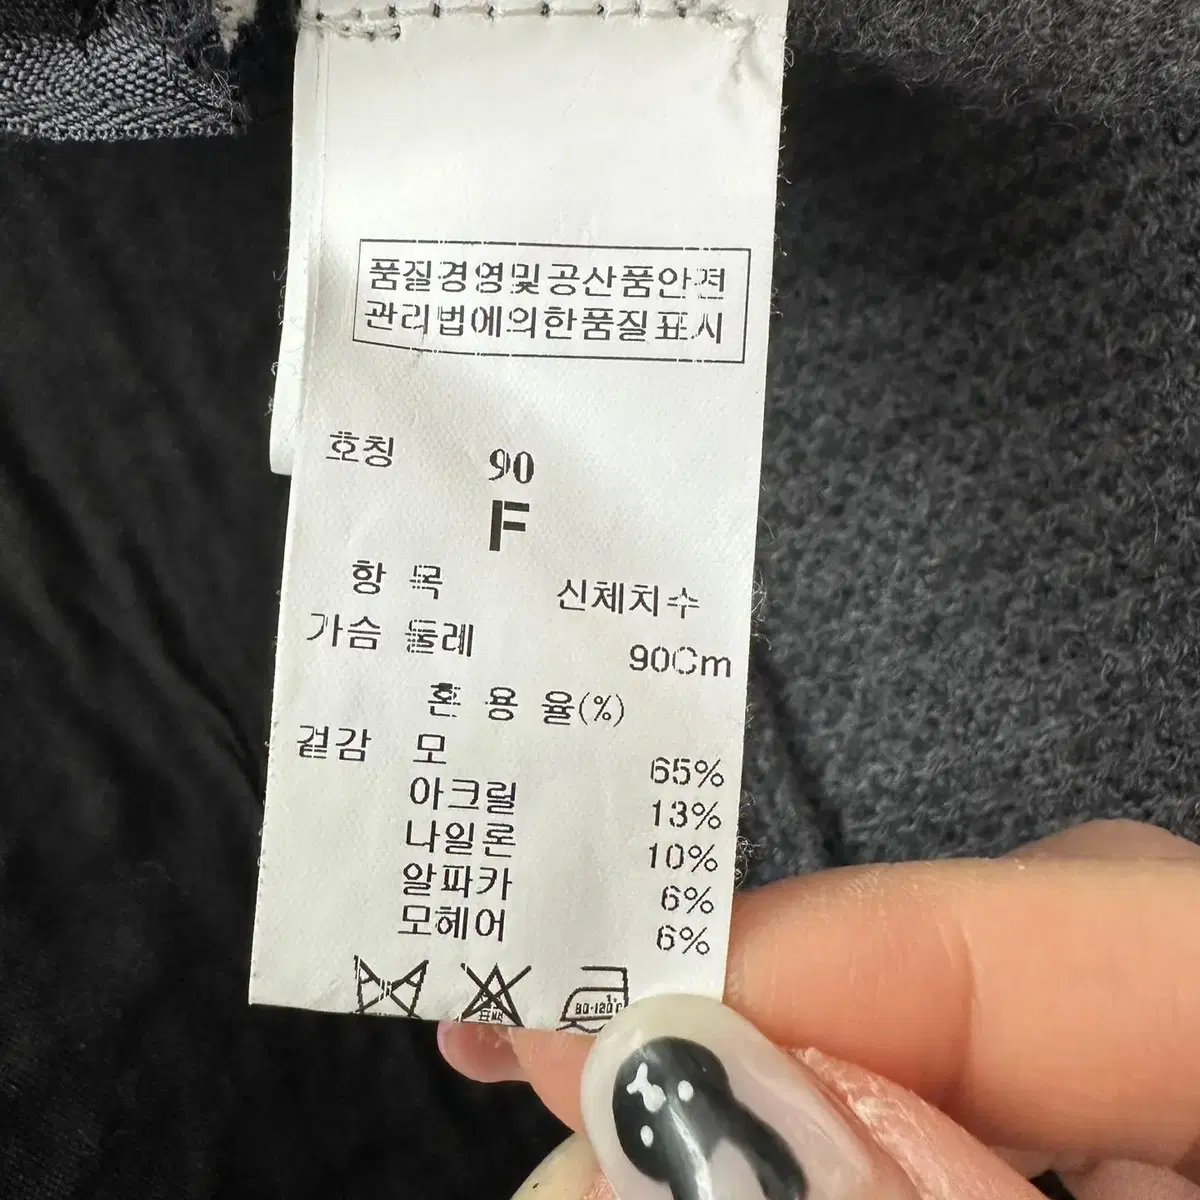 품질경영및공산품안전
관리법에의한품질표시
호칭 90
F
항 목 신체치수
가슴 둘레 90Cm
혼 용 율(%)
겉감 모 65%
아크릴 13%
나일론 10%
알파카 6%
모헤어 6%
80-120°C